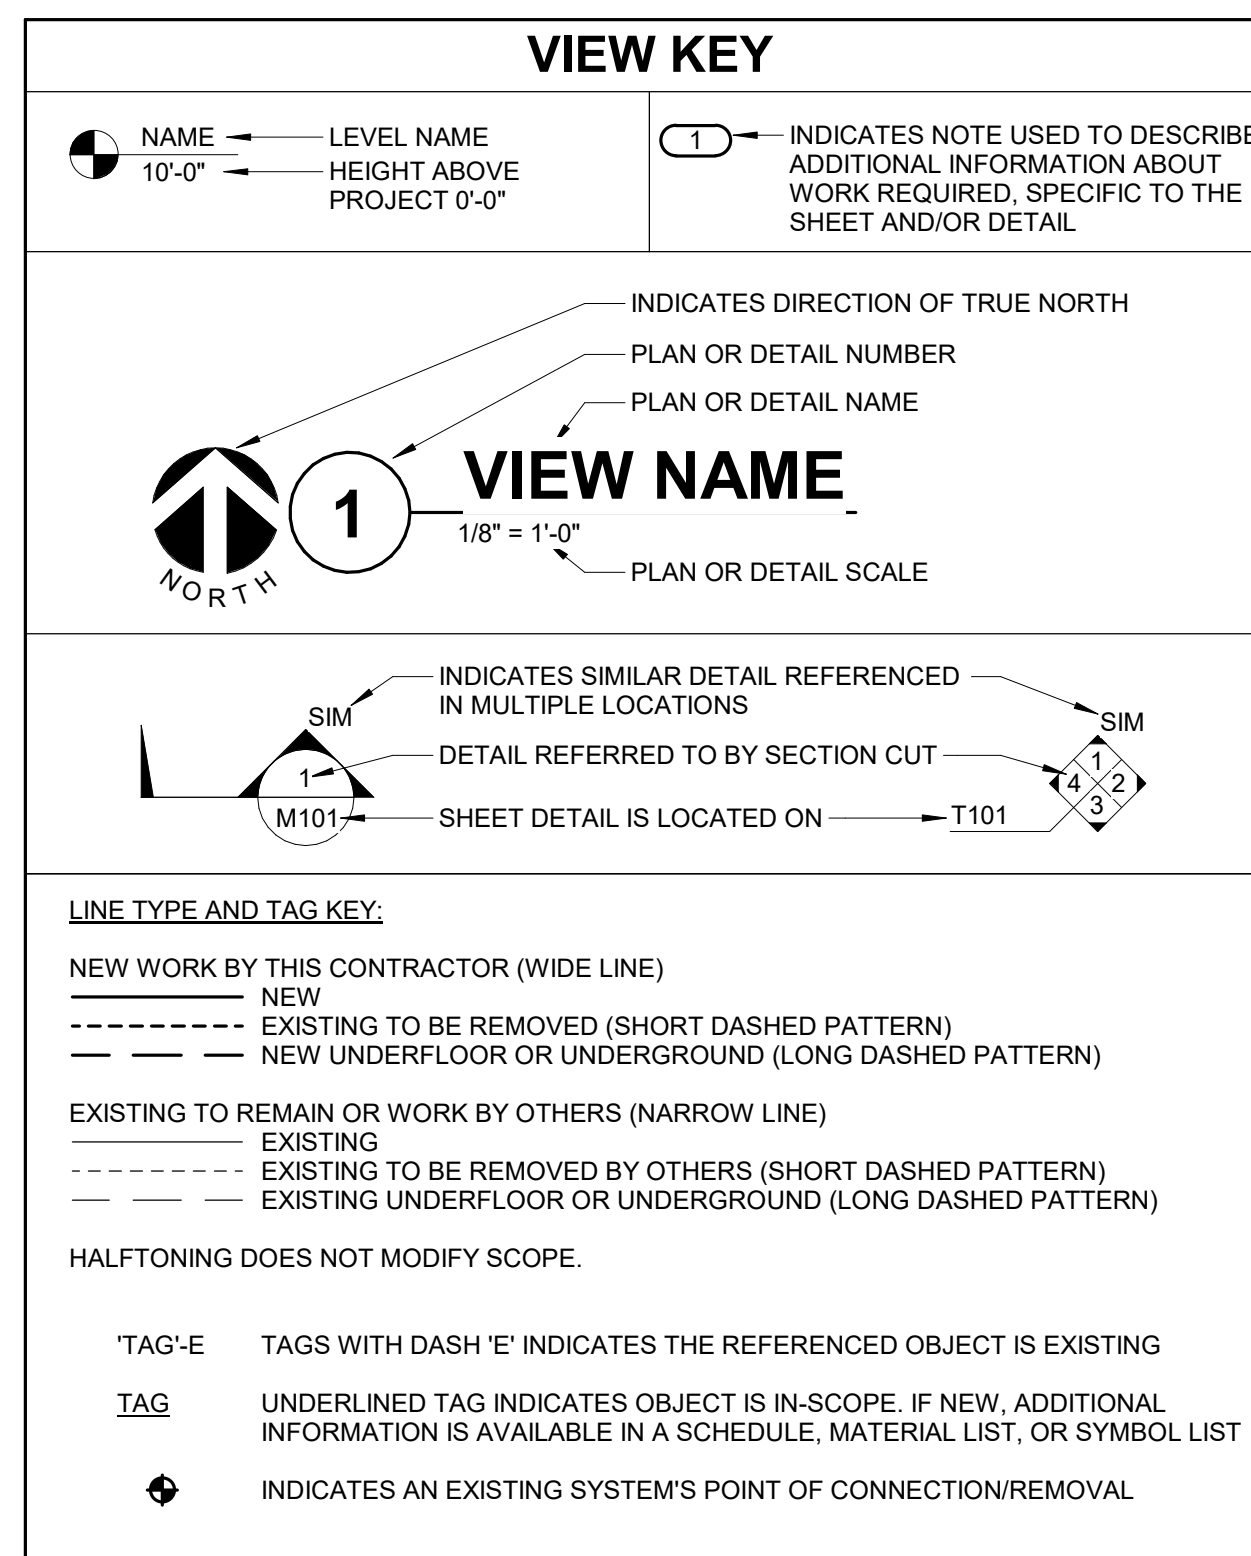 VIEW KEY
NAME
10'-0"
LEVEL NAME
HEIGHT ABOVE
PROJECT 0'-0"
1
INDICATES NOTE USED TO DESCRIBE
ADDITIONAL INFORMATION ABOUT
WORK REQUIRED, SPECIFIC TO THE
SHEET AND/OR DETAIL
INDICATES DIRECTION OF TRUE NORTH
PLAN OR DETAIL NUMBER
PLAN OR DETAIL NAME
NORTH
1
VIEW NAME
1/8" = 1'-0"
PLAN OR DETAIL SCALE
INDICATES SIMILAR DETAIL REFERENCED
IN MULTIPLE LOCATIONS
SIM
SIM
DETAIL REFERRED TO BY SECTION CUT
1
M101
SHEET DETAIL IS LOCATED ON
T101
1
4 2
3
LINE TYPE AND TAG KEY:
NEW WORK BY THIS CONTRACTOR (WIDE LINE)
NEW
EXISTING TO BE REMOVED (SHORT DASHED PATTERN)
NEW UNDERFLOOR OR UNDERGROUND (LONG DASHED PATTERN)
EXISTING TO REMAIN OR WORK BY OTHERS (NARROW LINE)
EXISTING
EXISTING TO BE REMOVED BY OTHERS (SHORT DASHED PATTERN)
EXISTING UNDERFLOOR OR UNDERGROUND (LONG DASHED PATTERN)
HALFTONING DOES NOT MODIFY SCOPE.
'TAG'-E TAGS WITH DASH 'E' INDICATES THE REFERENCED OBJECT IS EXISTING
TAG UNDERLINED TAG INDICATES OBJECT IS IN-SCOPE. IF NEW, ADDITIONAL
INFORMATION IS AVAILABLE IN A SCHEDULE, MATERIAL LIST, OR SYMBOL LIST
INDICATES AN EXISTING SYSTEM'S POINT OF CONNECTION/REMOVAL